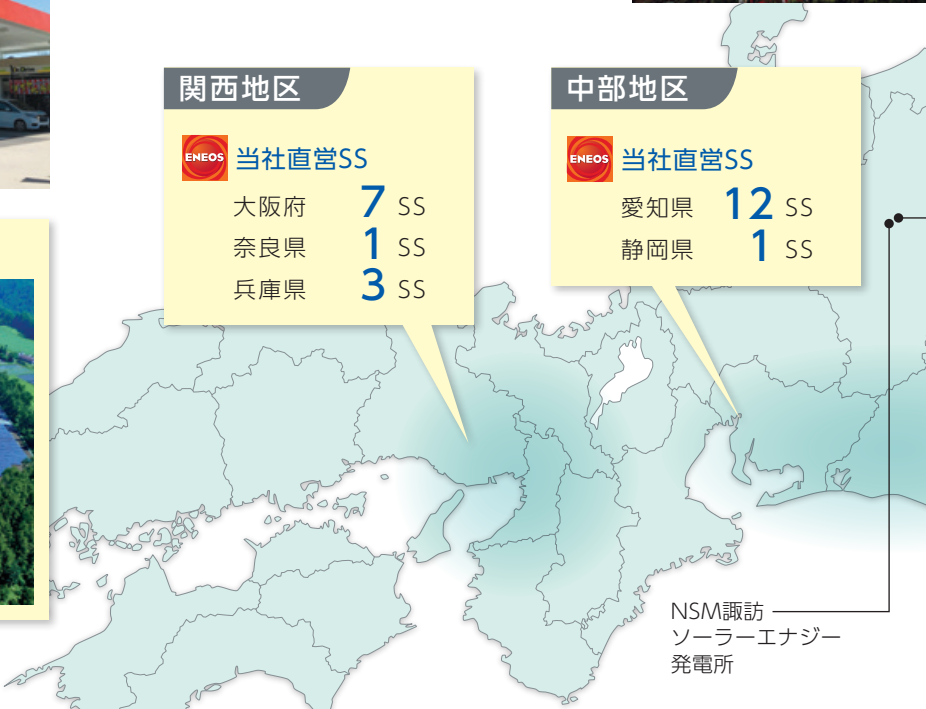 関西地区
ENEOS 当社直営SS
大阪府 7 SS
奈良県 1 SS
兵庫県 3 SS
中部地区
ENEOS 当社直営SS
愛知県 12 SS
静岡県 1 SS
NSM諏訪
ソーラーエナジー
発電所